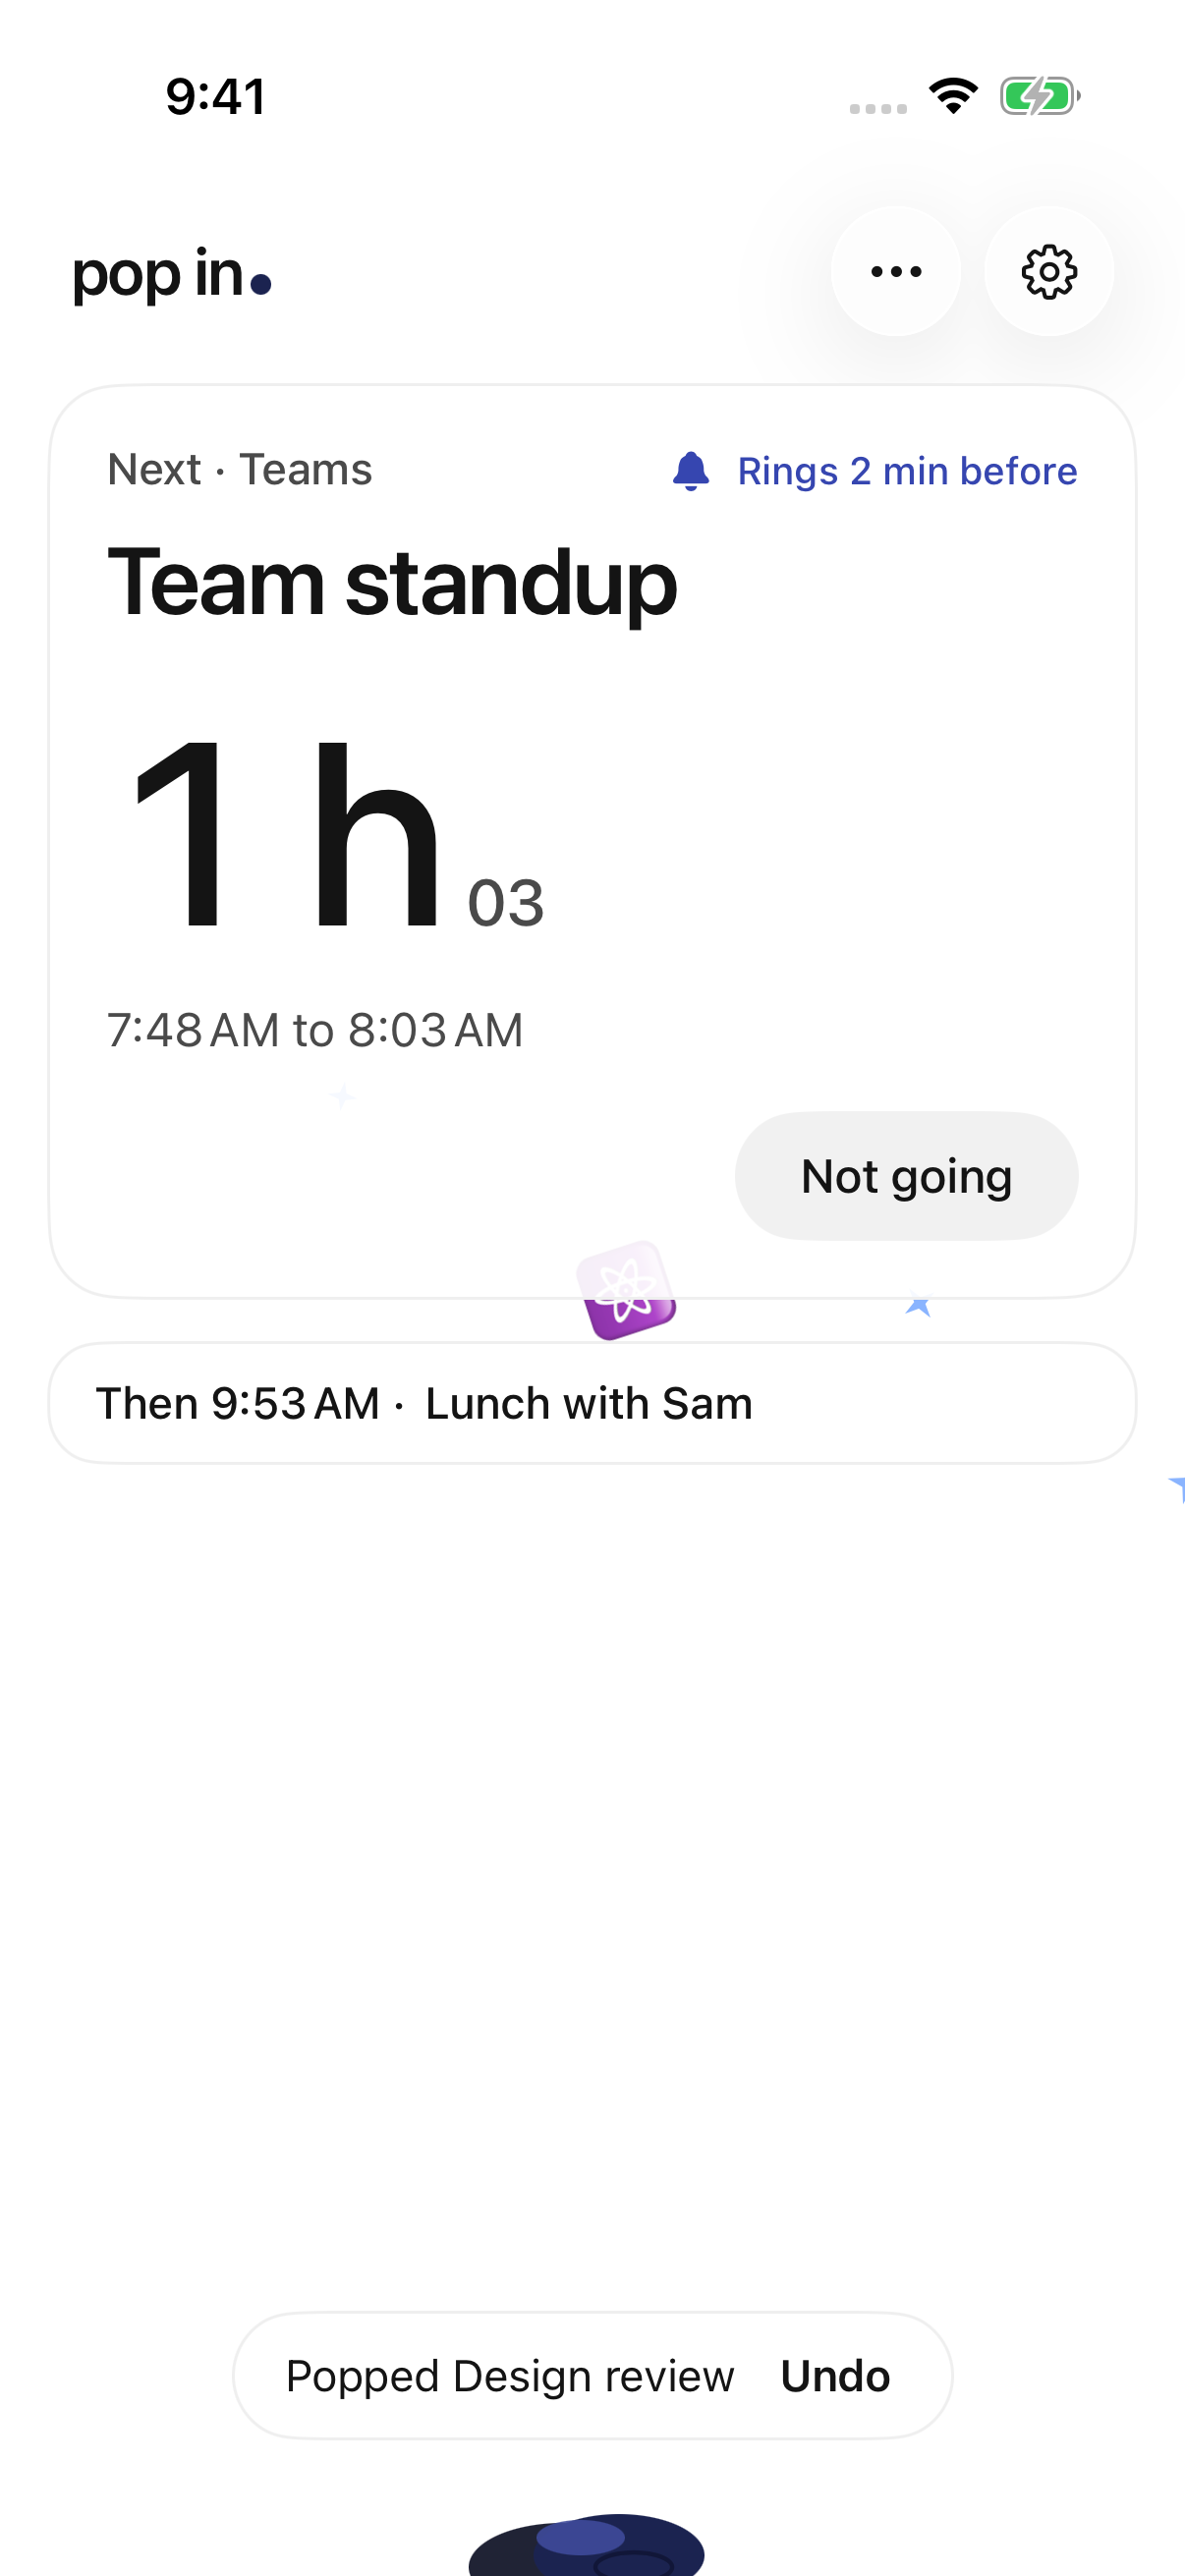 9:41
pop in
Next · Teams
Rings 2 min before
Team standup
1 h 03
7:48 AM to 8:03 AM
Not going
Then 9:53 AM · Lunch with Sam
Popped Design review Undo